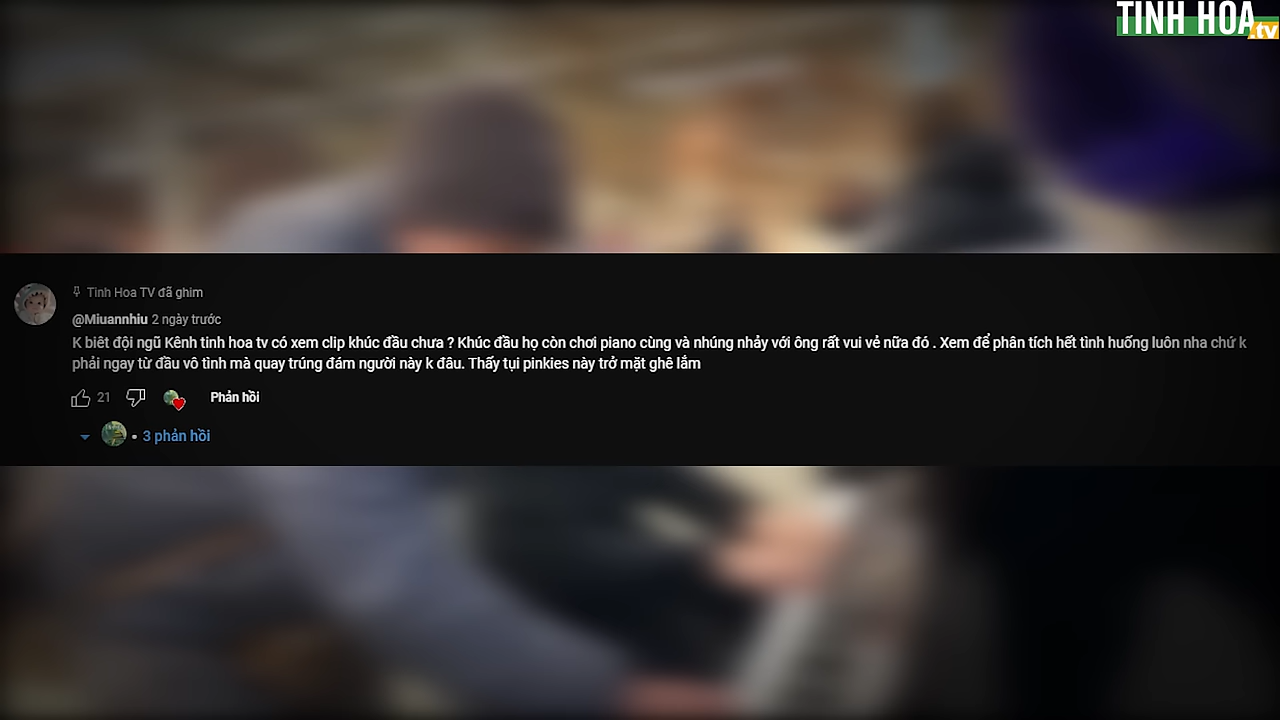 TINH HOA
.tv
Tinh Hoa TV đã ghim
@Miuannhiu 2 ngày trước
K biêt đội ngũ Kênh tinh hoa tv có xem clip khúc đầu chưa ? Khúc đầu họ còn chơi piano cùng và nhúng nhảy với ông rất vui vẻ nữa đó . Xem để phân tích hết tình huống luôn nha chứ k
phải ngay từ đầu vô tình mà quay trúng đám người này k đâu. Thấy tụi pinkies này trở mặt ghê lắm
21 Phản hồi
• 3 phản hồi